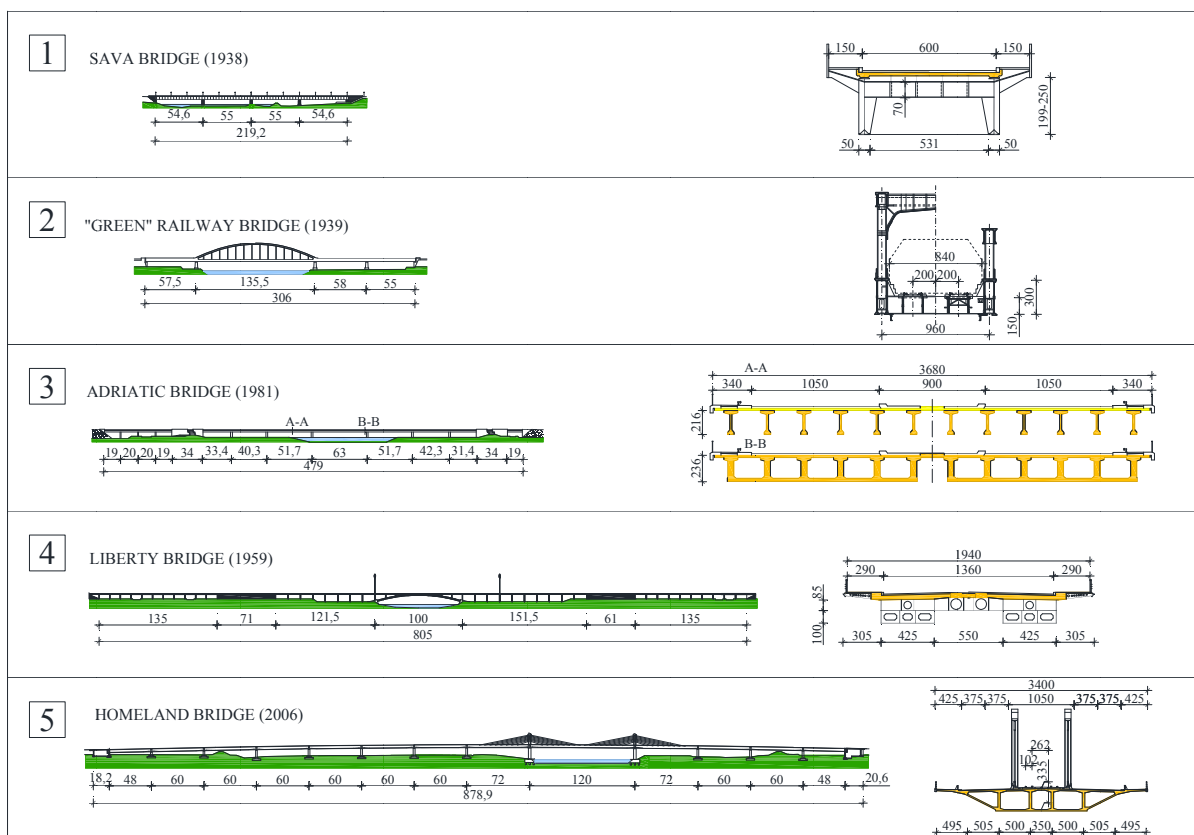 1
SAVA BRIDGE (1938)
54,6 55 55 54,6
219,2
150 600 150
70
199-250
50 531 50
2
"GREEN" RAILWAY BRIDGE (1939)
57,5 135,5 58 55
306
840
200 200
300
150
960
3
ADRIATIC BRIDGE (1981)
A-A B-B
19 20 20 19 34 33,4 40,3 51,7 63 51,7 42,3 31,4 34 19
479
A-A
3680
340 1050 900 1050 340
216
B-B
236
4
LIBERTY BRIDGE (1959)
135 71 121,5 100 151,5 61 135
805
1940
290 1360 290
85
100
305 425 550 425 305
5
HOMELAND BRIDGE (2006)
18,2 48 60 60 60 60 60 60 72 120 72 60 60 48 20,6
878,9
3400
425 375 375 1050 375 375 425
262
102
335
495 505 500 350 500 505 495